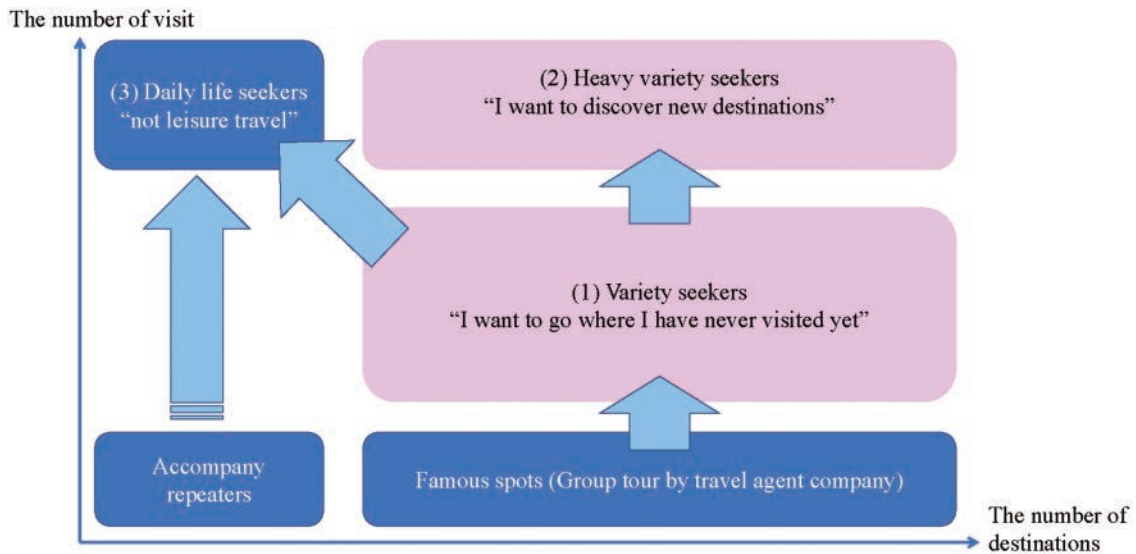 The number of visit
(3) Daily life seekers
“not leisure travel”
(2) Heavy variety seekers
“I want to discover new destinations”
(1) Variety seekers
“I want to go where I have never visited yet”
Accompany
repeaters
Famous spots (Group tour by travel agent company)
The number of
destinations